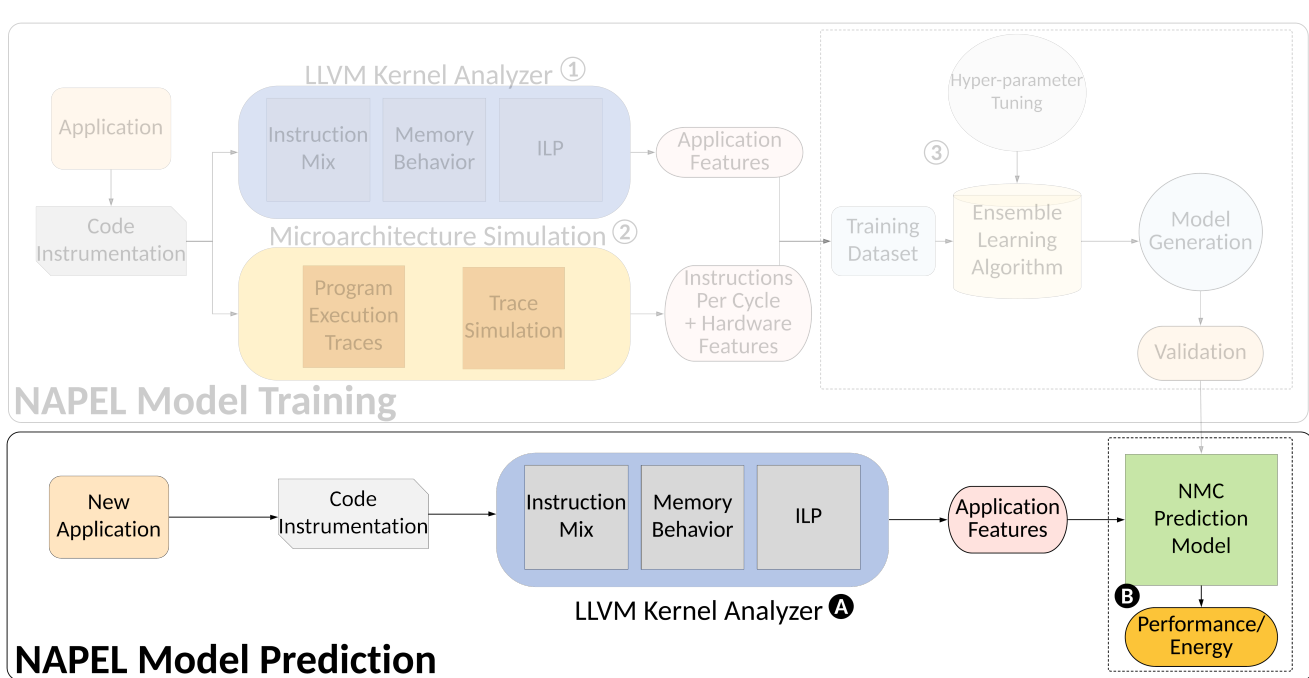 LLVM Kernel Analyzer ①
Application
Instruction
Mix
Memory
Behavior
ILP
Application
Features
Code
Instrumentation
Microarchitecture Simulation ②
Program
Execution
Traces
Trace
Simulation
Instructions
Per Cycle
+ Hardware
Features
Hyper-parameter
Tuning
③
Training
Dataset
Ensemble
Learning
Algorithm
Model
Generation
Validation
NAPEL Model Training
New
Application
Code
Instrumentation
Instruction
Mix
Memory
Behavior
ILP
LLVM Kernel Analyzer A
Application
Features
NMC
Prediction
Model
B
Performance/
Energy
NAPEL Model Prediction